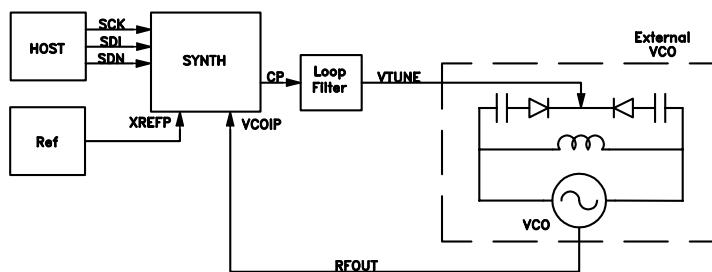 HOST
SCK
SDI
SDN
SYNTH
CP
Loop
Filter
VTUNE
External
VCO
Ref
XREFP
VCOIP
VCO
RFOUT